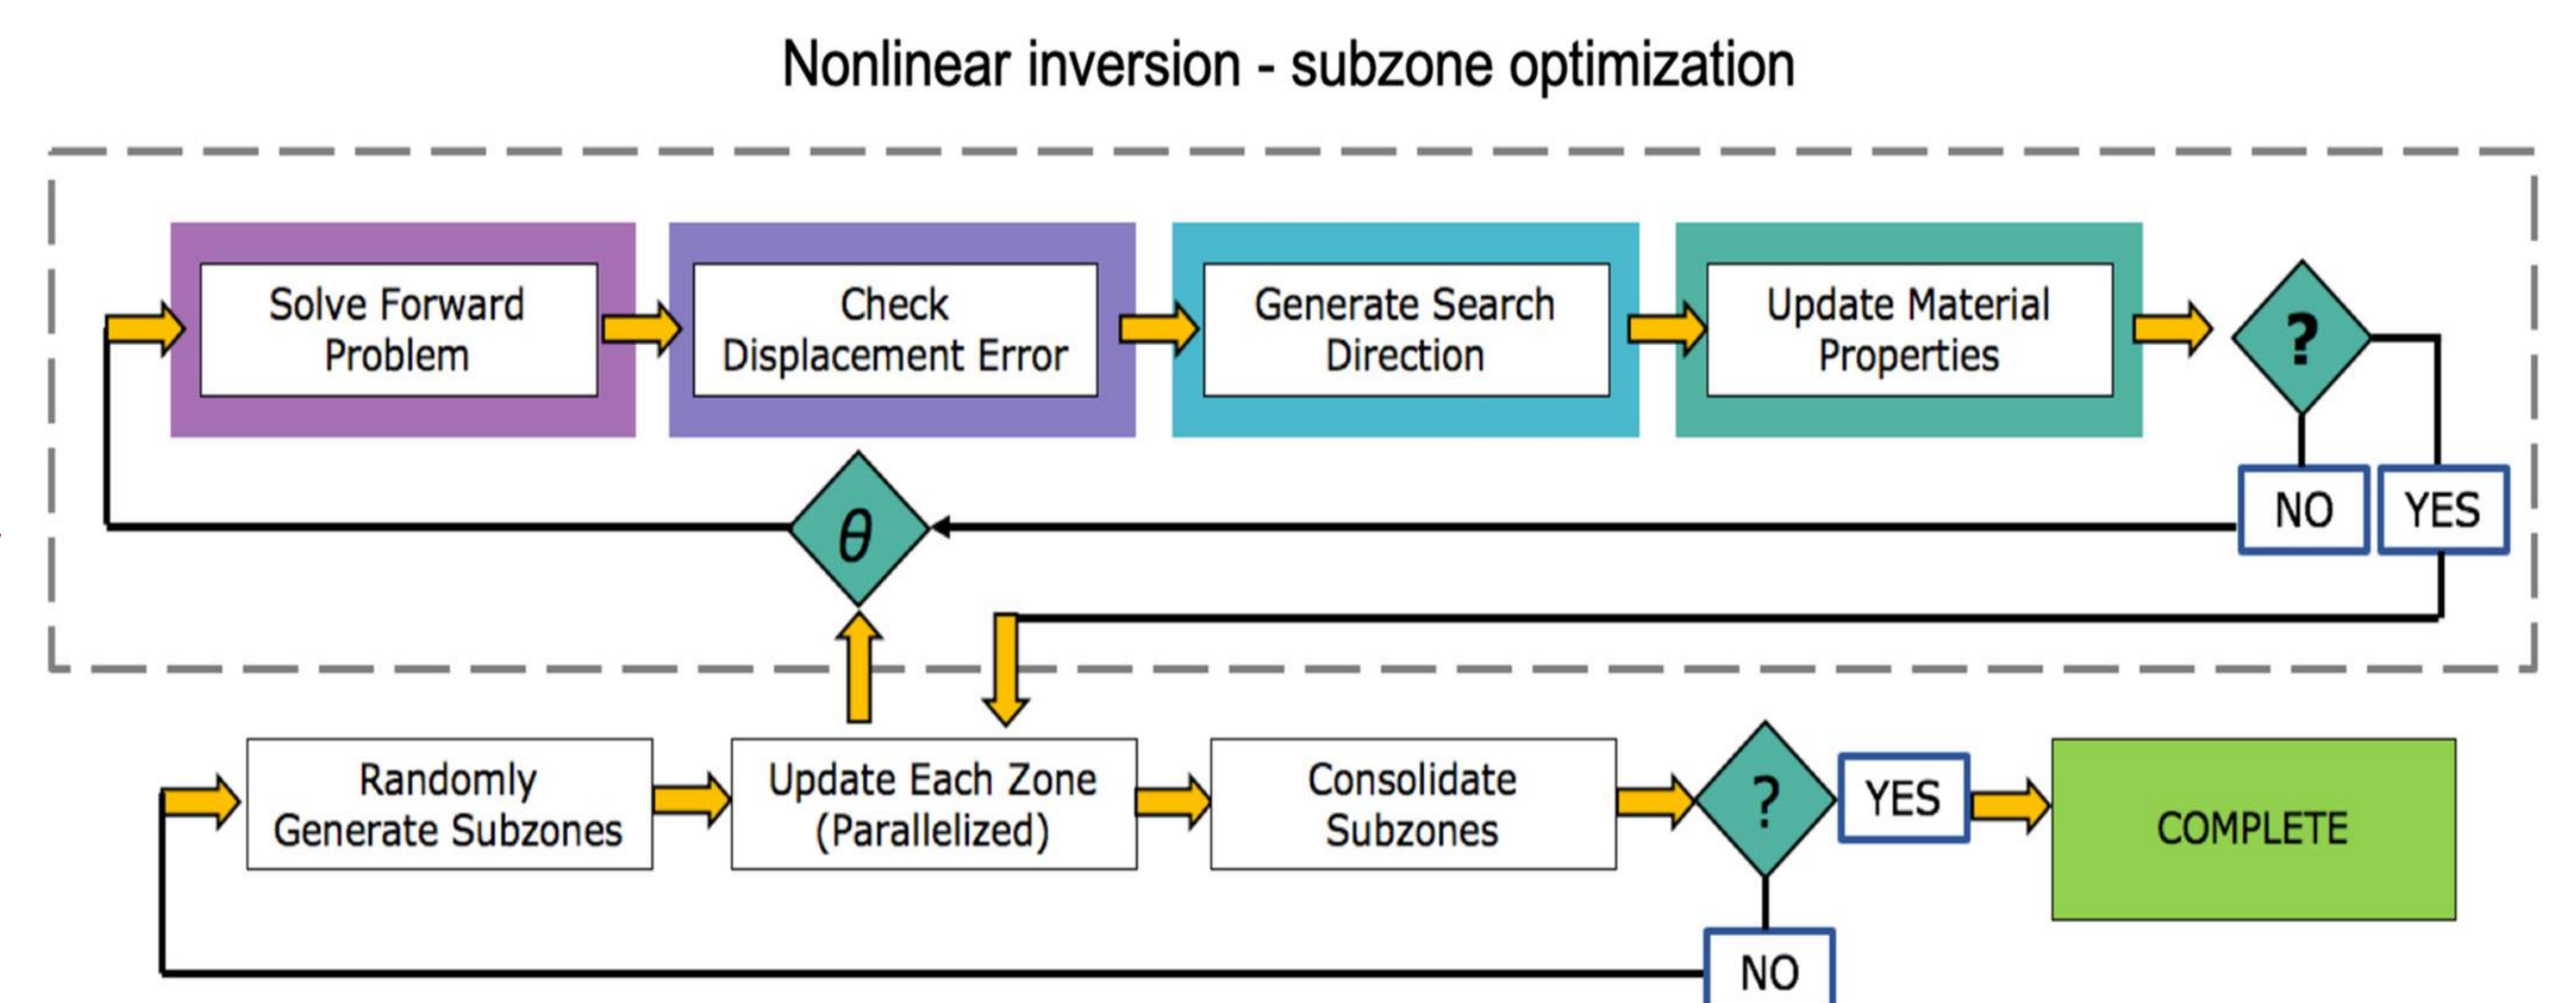 Nonlinear inversion - subzone optimization
Solve Forward
Problem
Check
Displacement Error
Generate Search
Direction
Update Material
Properties
?
NO
YES
θ
Randomly
Generate Subzones
Update Each Zone
(Parallelized)
Consolidate
Subzones
?
YES
COMPLETE
NO